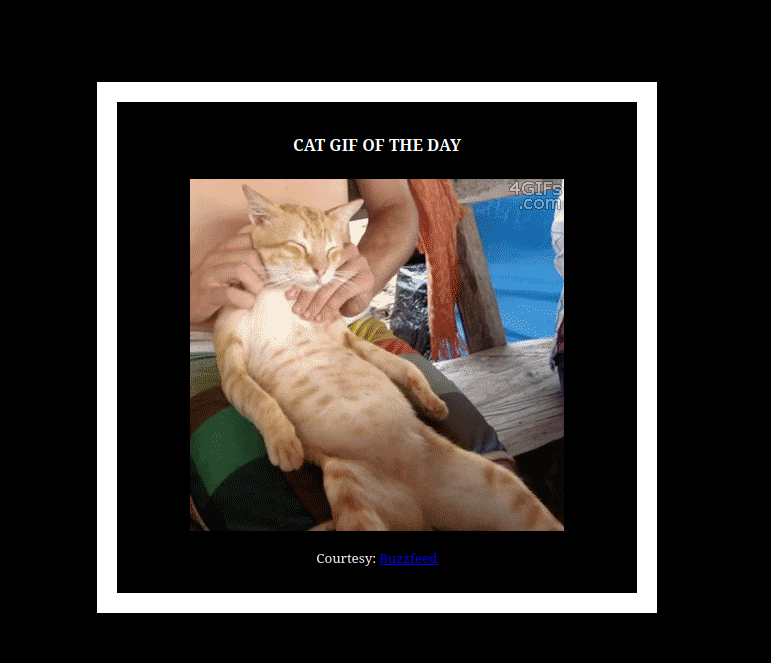 CAT GIF OF THE DAY
4GIFs
.com
Courtesy: Buzzfeed